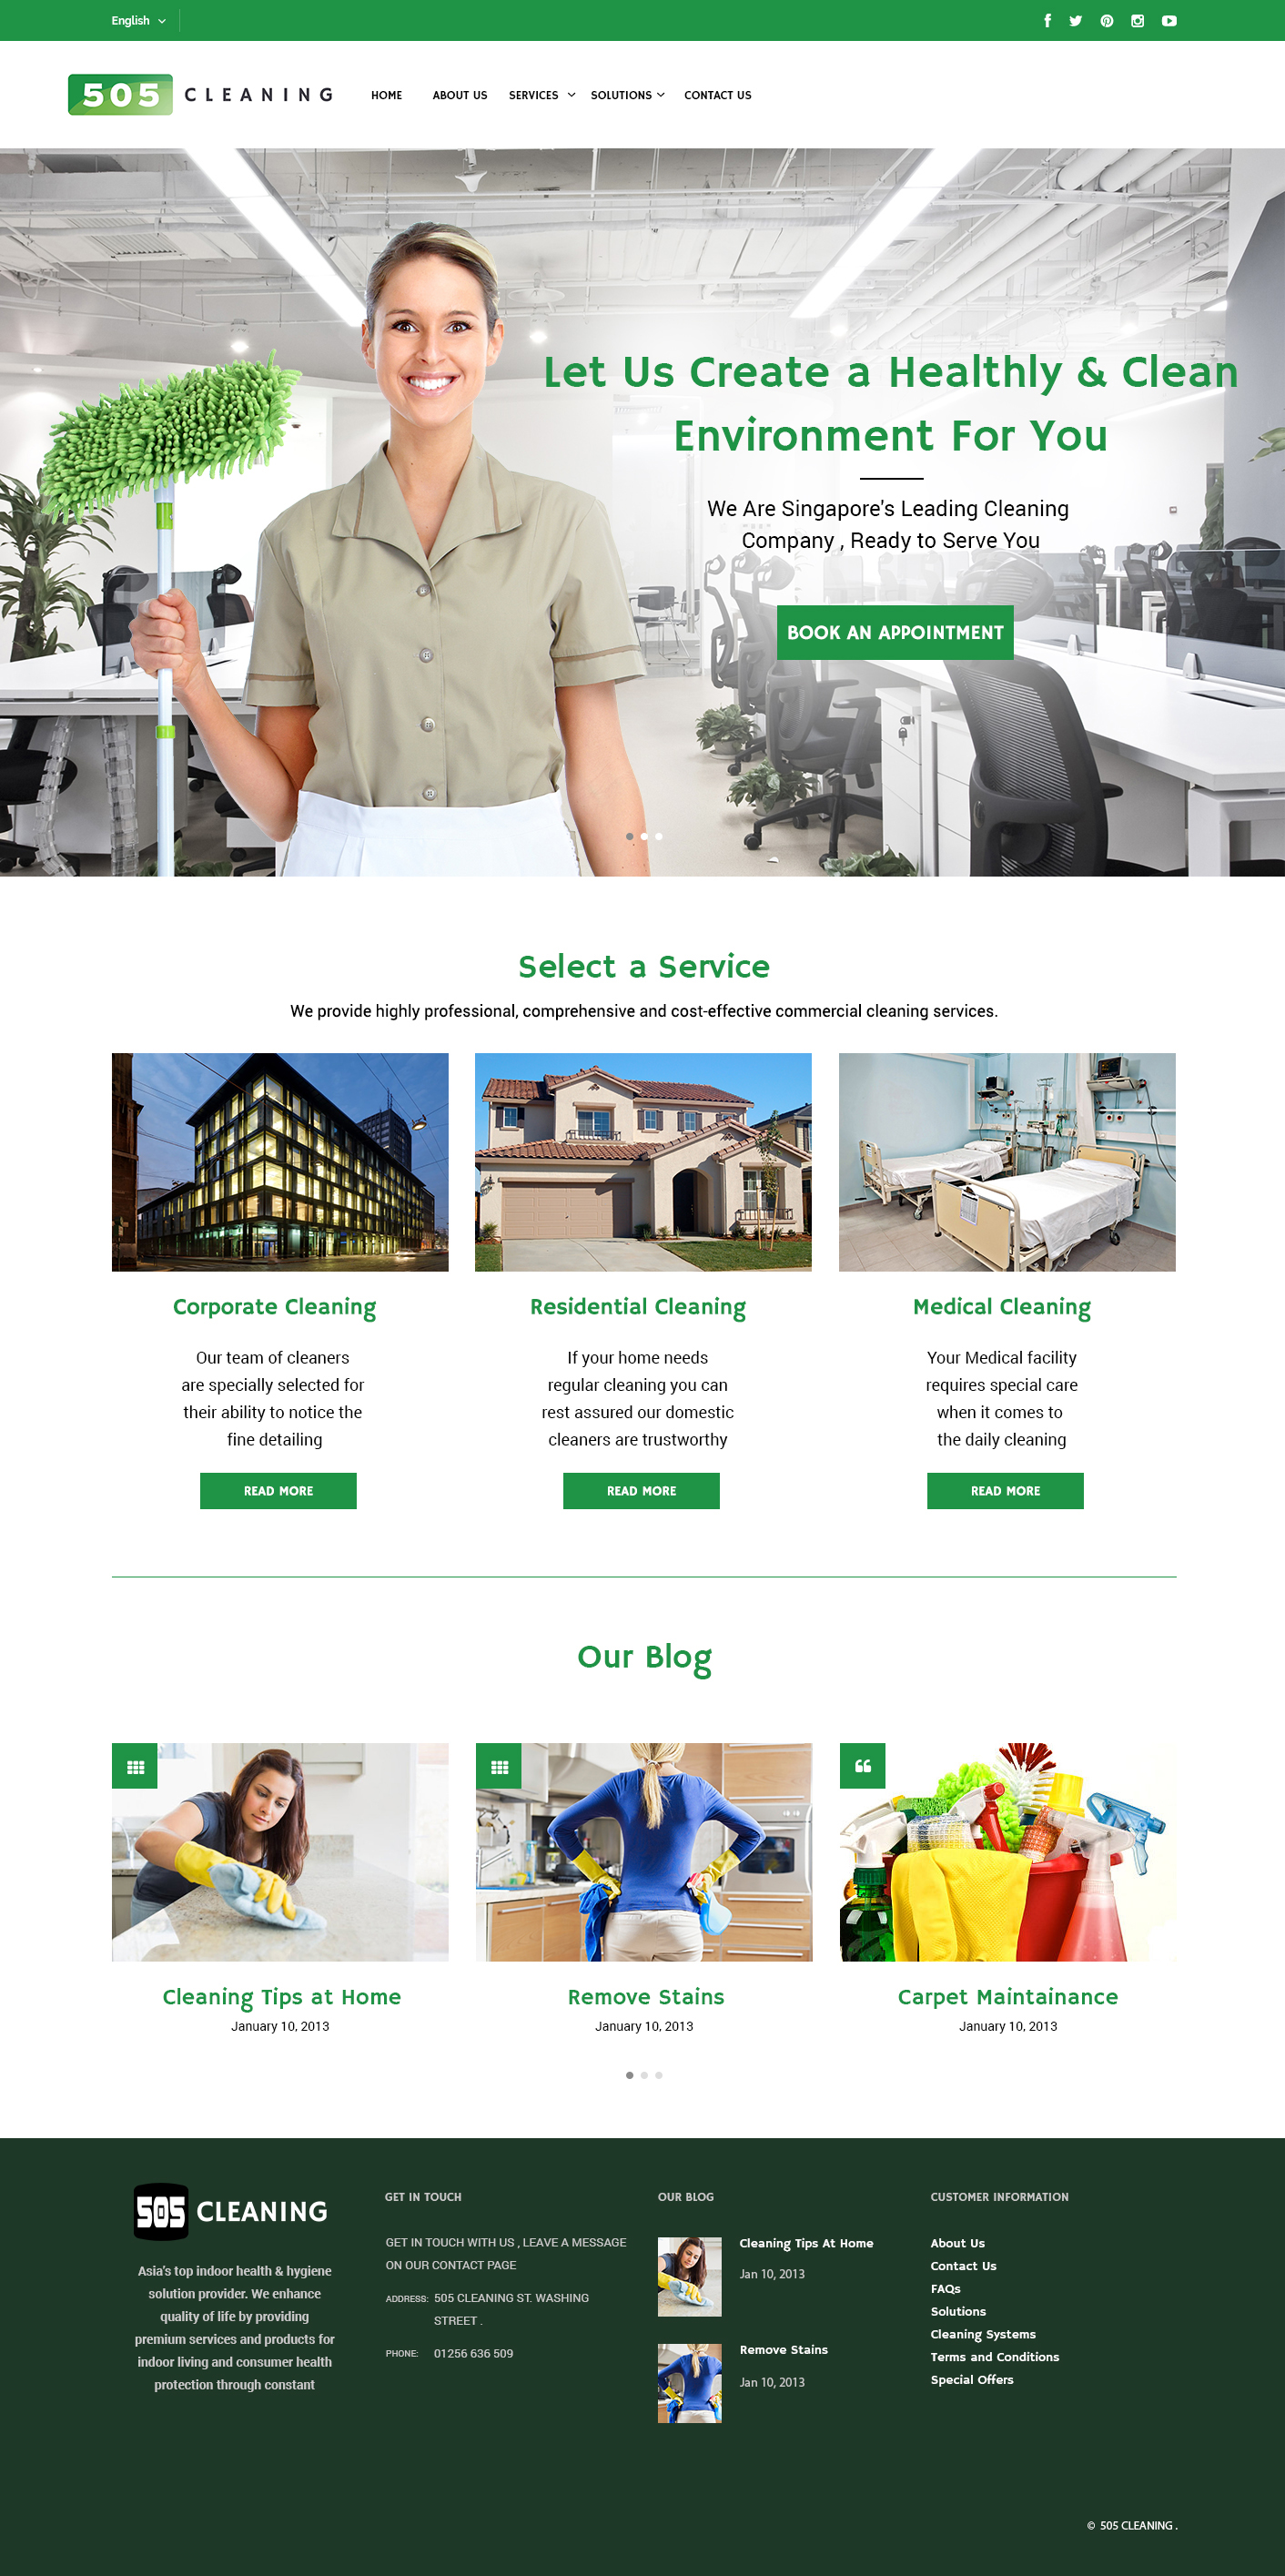 English
505 CLEANING
HOME ABOUT US SERVICES SOLUTIONS CONTACT US
Let Us Create a Healthly & Clean
Environment For You
We Are Singapore's Leading Cleaning
Company , Ready to Serve You
BOOK AN APPOINTMENT
Select a Service
We provide highly professional, comprehensive and cost-effective commercial cleaning services.
Corporate Cleaning
Our team of cleaners
are specially selected for
their ability to notice the
fine detailing
READ MORE
Residential Cleaning
If your home needs
regular cleaning you can
rest assured our domestic
cleaners are trustworthy
READ MORE
Medical Cleaning
Your Medical facility
requires special care
when it comes to
the daily cleaning
READ MORE
Our Blog
Cleaning Tips at Home
January 10, 2013
Remove Stains
January 10, 2013
Carpet Maintainance
January 10, 2013
505 CLEANING
Asia's top indoor health & hygiene
solution provider. We enhance
quality of life by providing
premium services and products for
indoor living and consumer health
protection through constant
GET IN TOUCH
GET IN TOUCH WITH US , LEAVE A MESSAGE
ON OUR CONTACT PAGE
ADDRESS: 505 CLEANING ST. WASHING
STREET .
PHONE: 01256 636 509
OUR BLOG
Cleaning Tips At Home
Jan 10, 2013
Remove Stains
Jan 10, 2013
CUSTOMER INFORMATION
About Us
Contact Us
FAQs
Solutions
Cleaning Systems
Terms and Conditions
Special Offers
© 505 CLEANING .